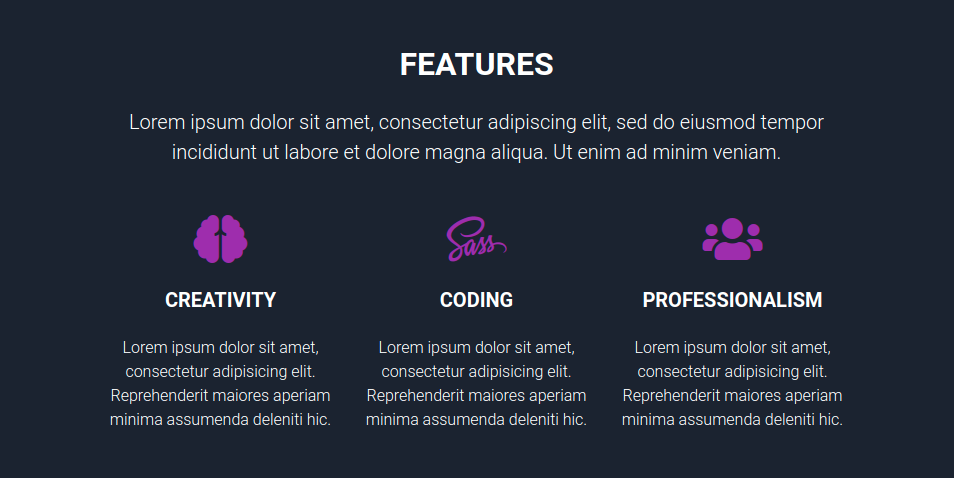 FEATURES
Lorem ipsum dolor sit amet, consectetur adipiscing elit, sed do eiusmod tempor
incididunt ut labore et dolore magna aliqua. Ut enim ad minim veniam.
Sass
CREATIVITY
Lorem ipsum dolor sit amet,
consectetur adipisicing elit.
Reprehenderit maiores aperiam
minima assumenda deleniti hic.
CODING
Lorem ipsum dolor sit amet,
consectetur adipisicing elit.
Reprehenderit maiores aperiam
minima assumenda deleniti hic.
PROFESSIONALISM
Lorem ipsum dolor sit amet,
consectetur adipisicing elit.
Reprehenderit maiores aperiam
minima assumenda deleniti hic.